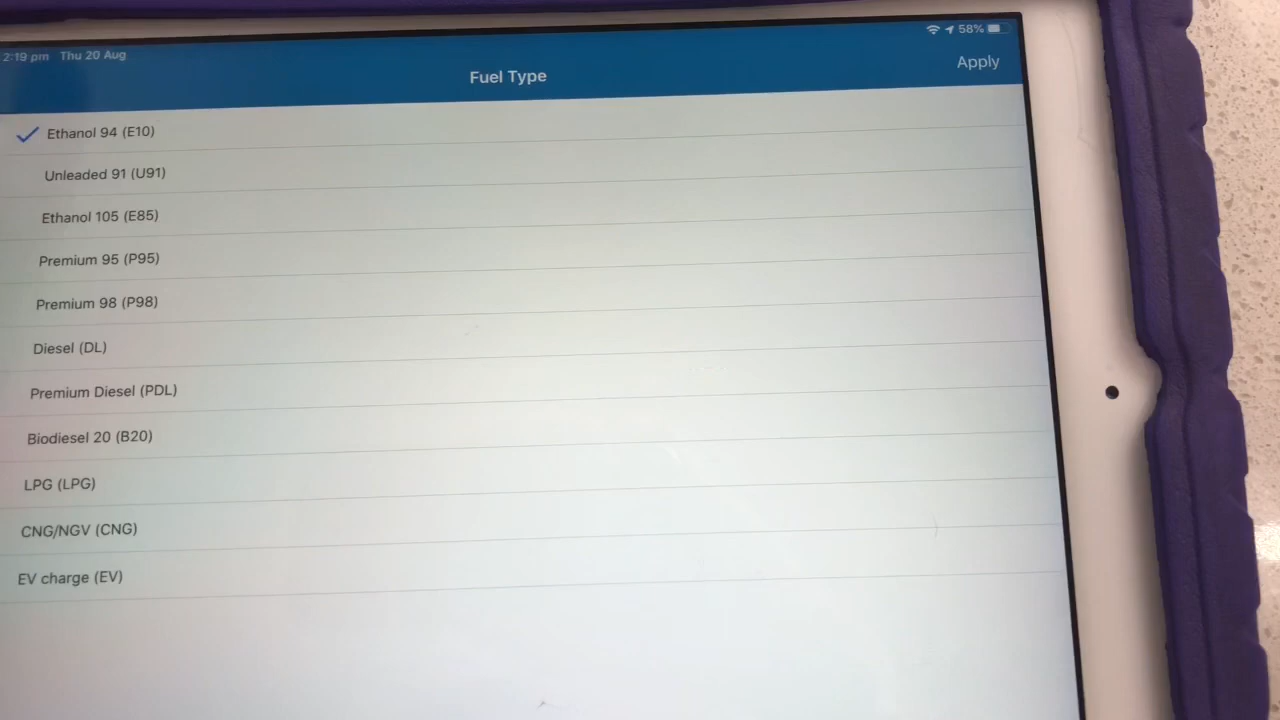 2:19 pm Thu 20 Aug
58%
Fuel Type
Apply
Ethanol 94 (E10)
Unleaded 91 (U91)
Ethanol 105 (E85)
Premium 95 (P95)
Premium 98 (P98)
Diesel (DL)
Premium Diesel (PDL)
Biodiesel 20 (B20)
LPG (LPG)
CNG/NGV (CNG)
EV charge (EV)